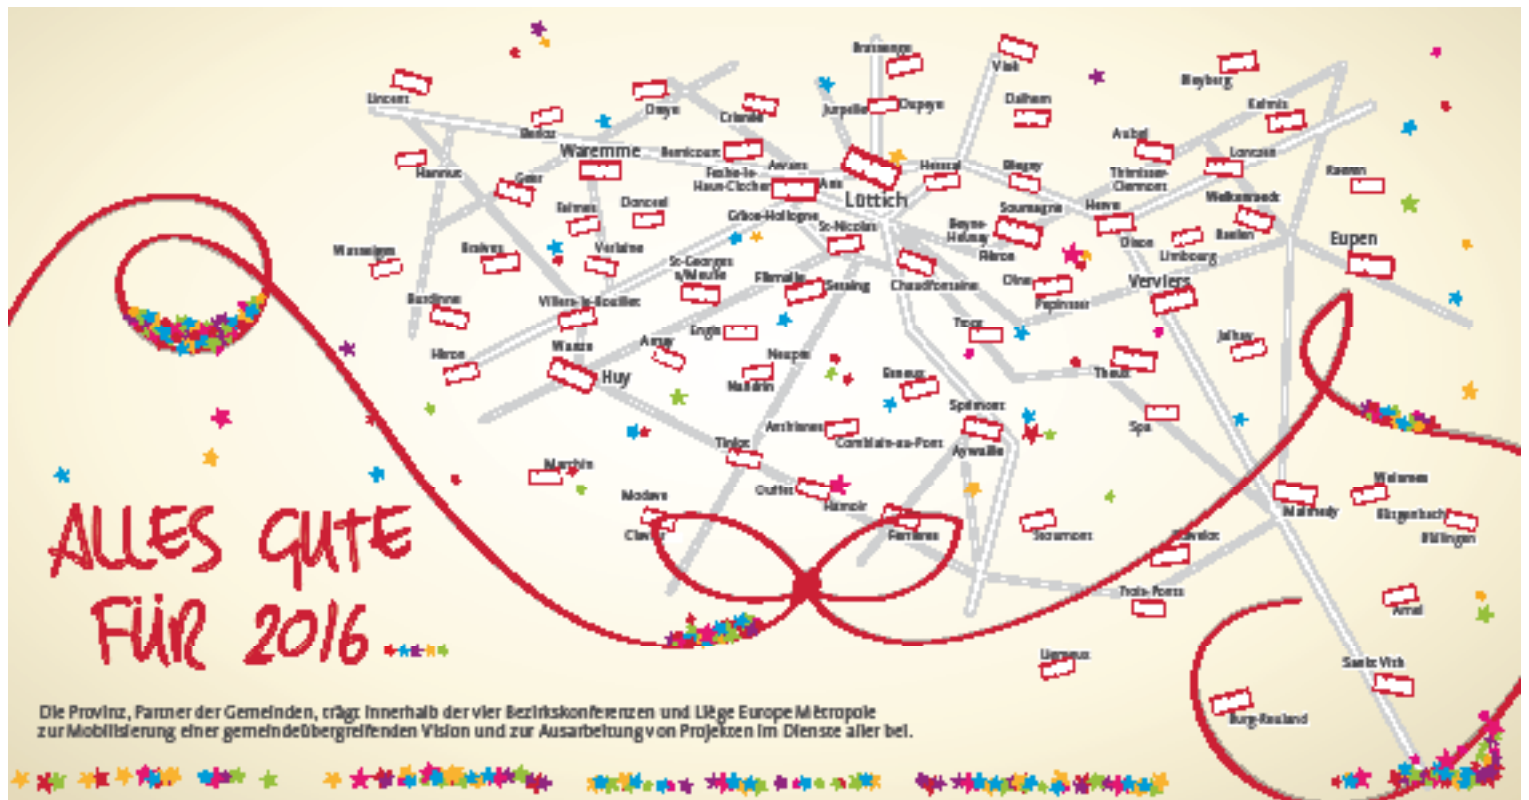 Bassenge
Visé
Bleyberg
Lincent
Oreye
Crisnée
Juprelle
Oupeye
Dalhem
Kelmis
Berloz
Aubel
Waremme
Remicourt
Awans
Herstal
Blegny
Lontzen
Raeren
Hannut
Geer
Fexhe-le-
Haut-Clocher
Ans
Thimister-
Clermont
Lüttich
Faimes
Donceel
Grâce-Hollogne
St-Nicolas
Soumagne
Herve
Welkenraedt
Beyne-
Heusay
Baelen
Eupen
Wasseiges
Braives
Verlaine
Fléron
Dison
Limbourg
St-Georges
s/Meuse
Flémalle
Seraing
Chaudfontaine
Olne
Verviers
Pepinster
Burdinne
Villers-le-Bouillet
Engis
Trooz
Jalhay
Héron
Wanze
Amay
Neupré
Huy
Nandrin
Esneux
Theux
Sprimont
Spa
Anthisnes
Comblain-au-Pont
Tinlot
Aywaille
Marchin
Modave
Ouffet
Hamoir
Clavier
Ferrières
Stoumont
Stavelot
Malmedy
Waimes
Bütgenbach
Büllingen
Trois-Ponts
Amel
Lierneux
Sankt Vith
Burg-Reuland
ALLES GUTE
FÜR 2016
Die Provinz, Partner der Gemeinden, trägt innerhalb der vier Bezirkskonferenzen und Liège Europe Métropole
zur Mobilisierung einer gemeindeübergreifenden Vision und zur Ausarbeitung von Projekten im Dienste aller bei.